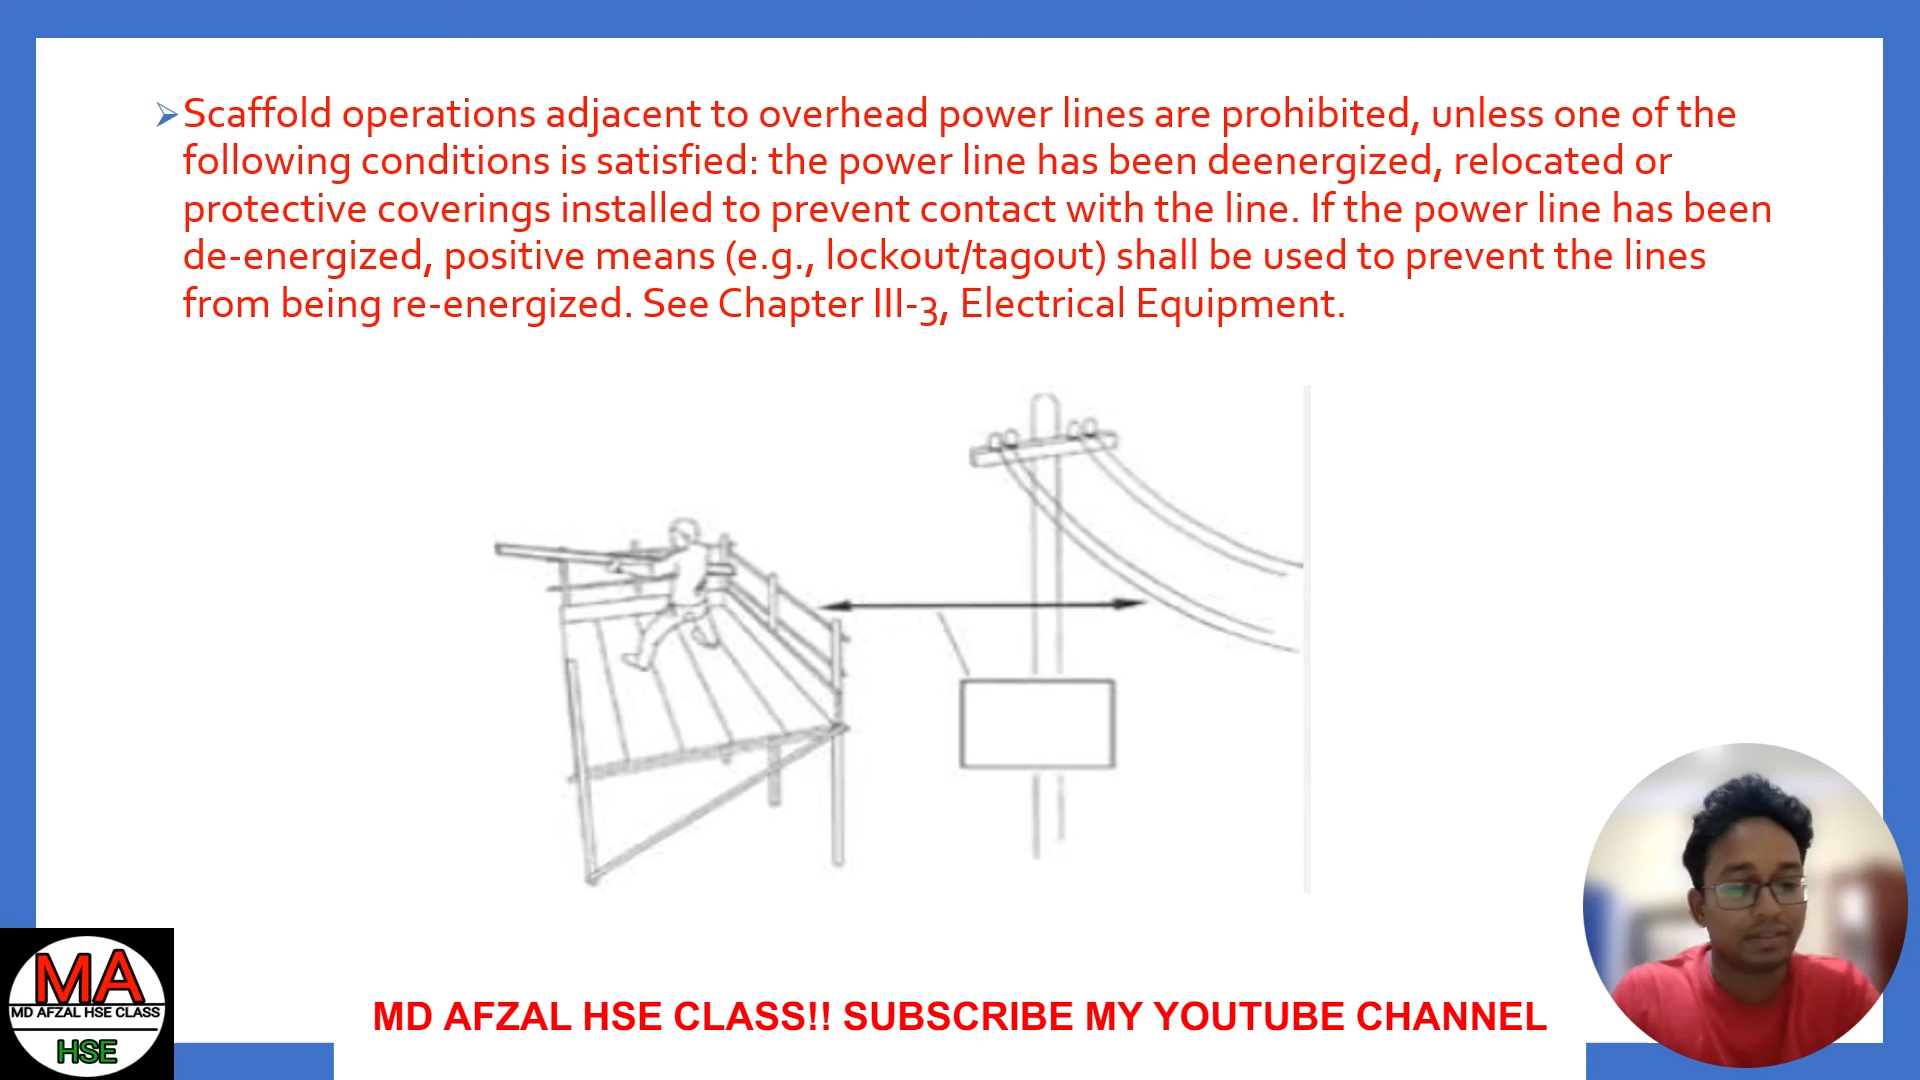 Scaffold operations adjacent to overhead power lines are prohibited, unless one of the
following conditions is satisfied: the power line has been deenergized, relocated or
protective coverings installed to prevent contact with the line. If the power line has been
de-energized, positive means (e.g., lockout/tagout) shall be used to prevent the lines
from being re-energized. See Chapter III-3, Electrical Equipment.
MA
MD AFZAL HSE CLASS
HSE
MD AFZAL HSE CLASS!! SUBSCRIBE MY YOUTUBE CHANNEL